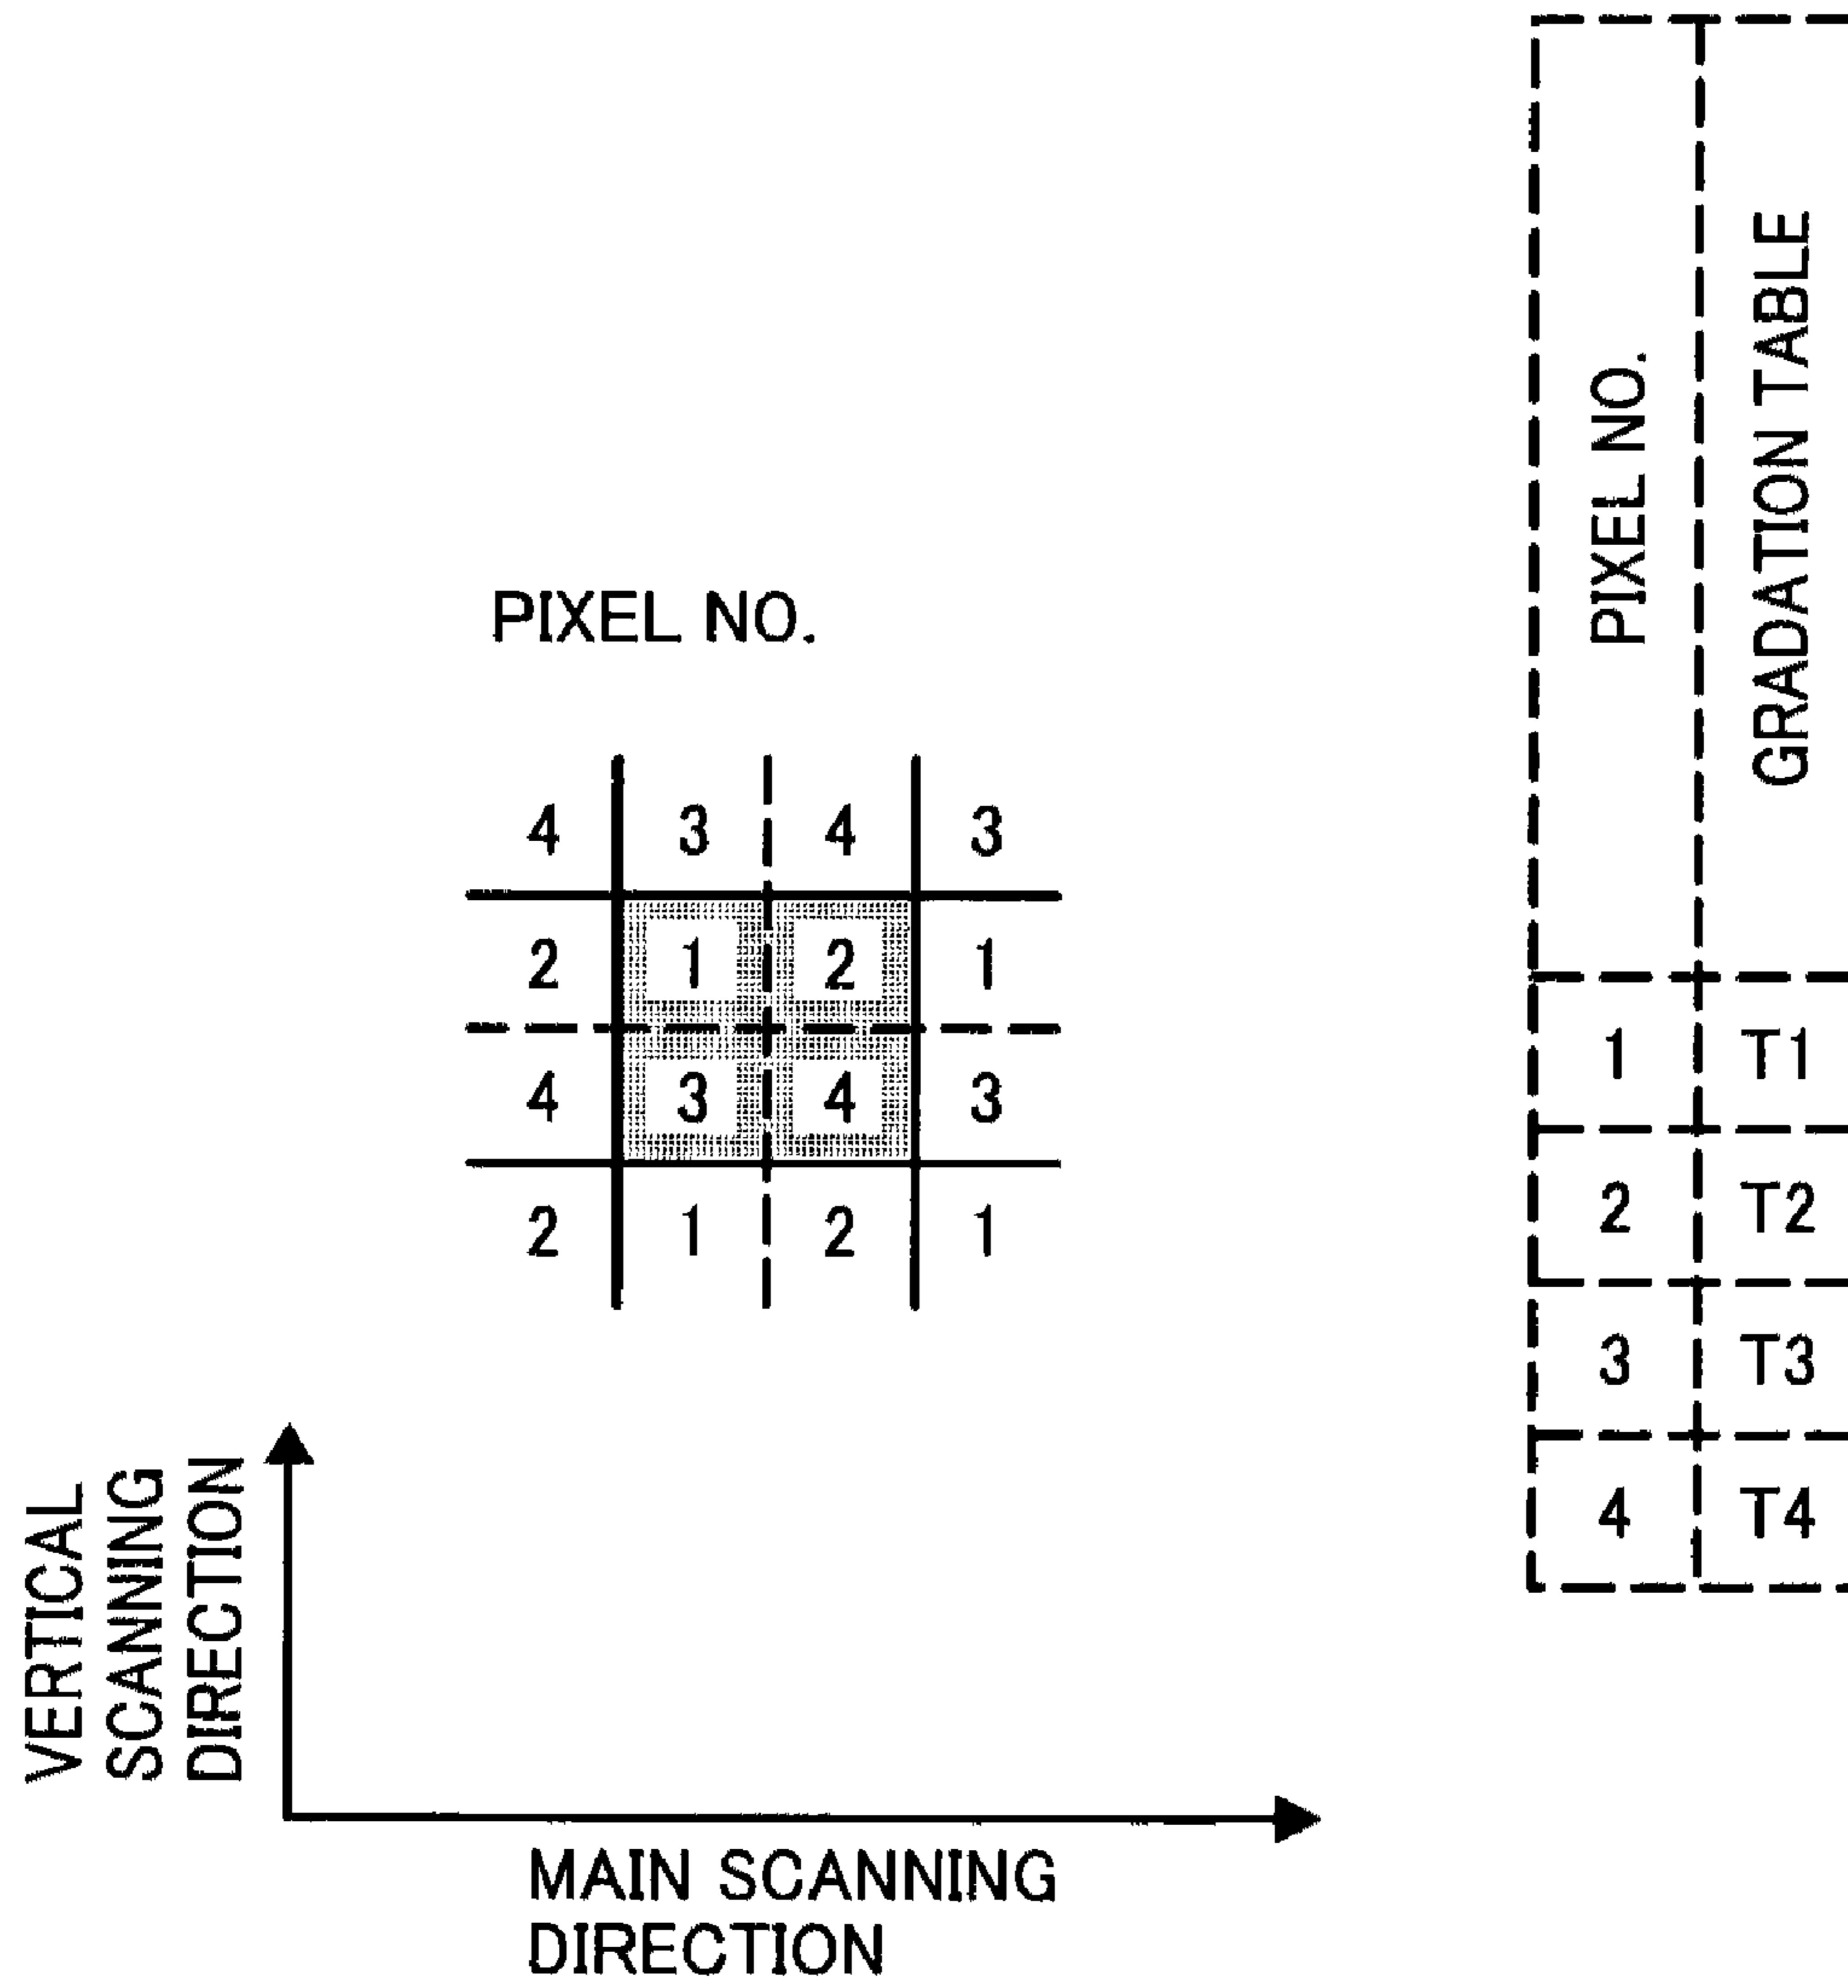 PIXEL NO.
4 3 4 3
2 1 2 1
4 3 4 3
2 1 2 1
VERTICAL
SCANNING
DIRECTION
MAIN SCANNING
DIRECTION
PIXEL NO. GRADATION TABLE
1 T1
2 T2
3 T3
4 T4